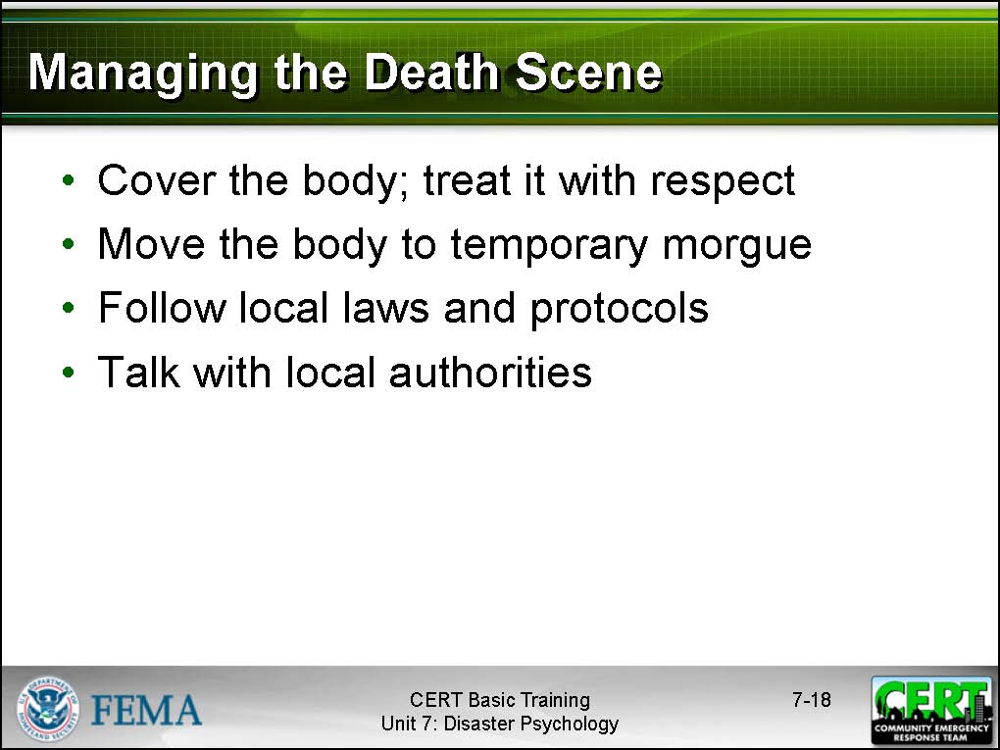 Managing the Death Scene
• Cover the body; treat it with respect
• Move the body to temporary morgue
• Follow local laws and protocols
• Talk with local authorities
U.S. DEPARTMENT OF HOMELAND SECURITY
FEMA
CERT Basic Training
Unit 7: Disaster Psychology
7-18
CERT
COMMUNITY EMERGENCY
RESPONSE TEAM